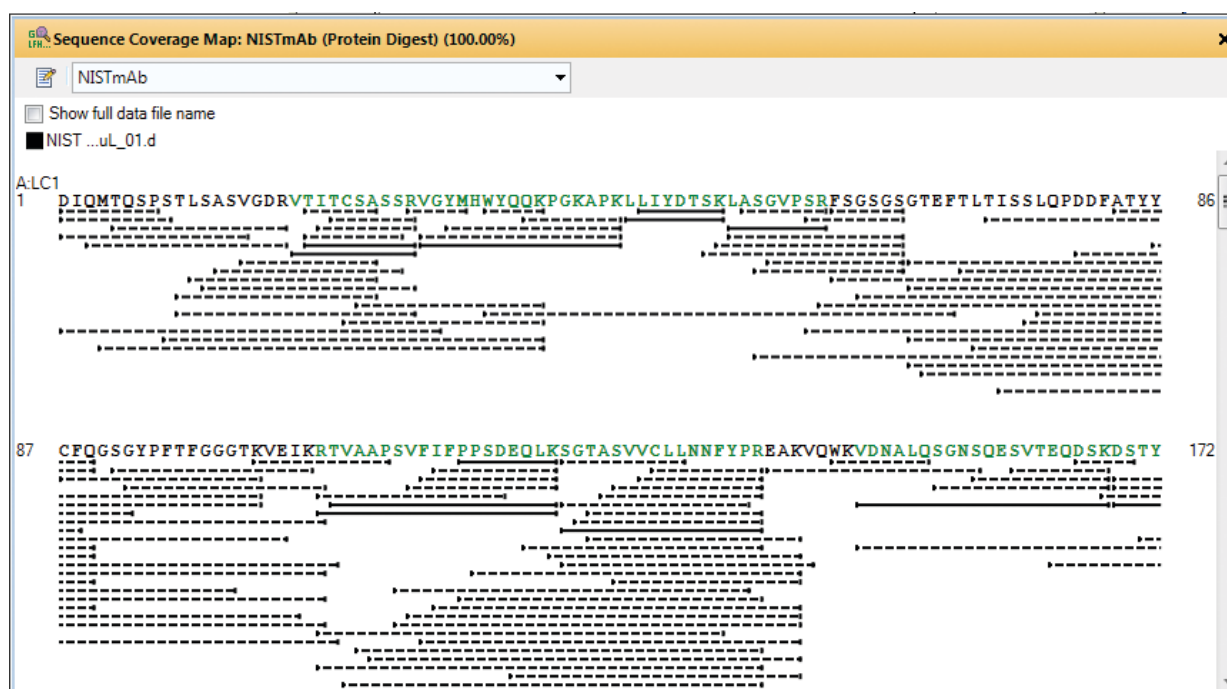 Sequence Coverage Map: NISTmAb (Protein Digest) (100.00%)
NISTmAb
Show full data file name
NIST ...uL_01.d
A:LC1
1 DIQMTQSPSTLSASVGDRVTITCSASSRVGYMHWYQQKPGKAPKLLIYDTSKLASGVPSRFSGSGSGTEFTLTISSLQPDDFATYY 86
87 CFQGSGYPFTFGGGTKVEIKRTVAAPSVFIFPPSDEQLKSGTASVVCLLNNFYPREAKVQWKVDNALQSGNSQESVTEQDSKDSTY 172